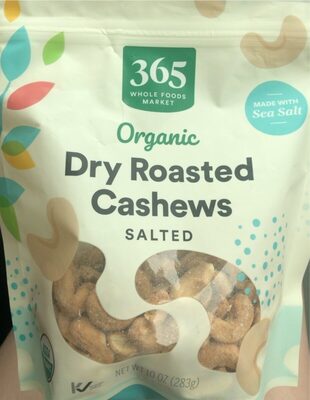 365
WHOLE FOODS
MARKET
MADE WITH
Sea Salt
Organic
Dry Roasted
Cashews
SALTED
NET WT 10 OZ (283g)